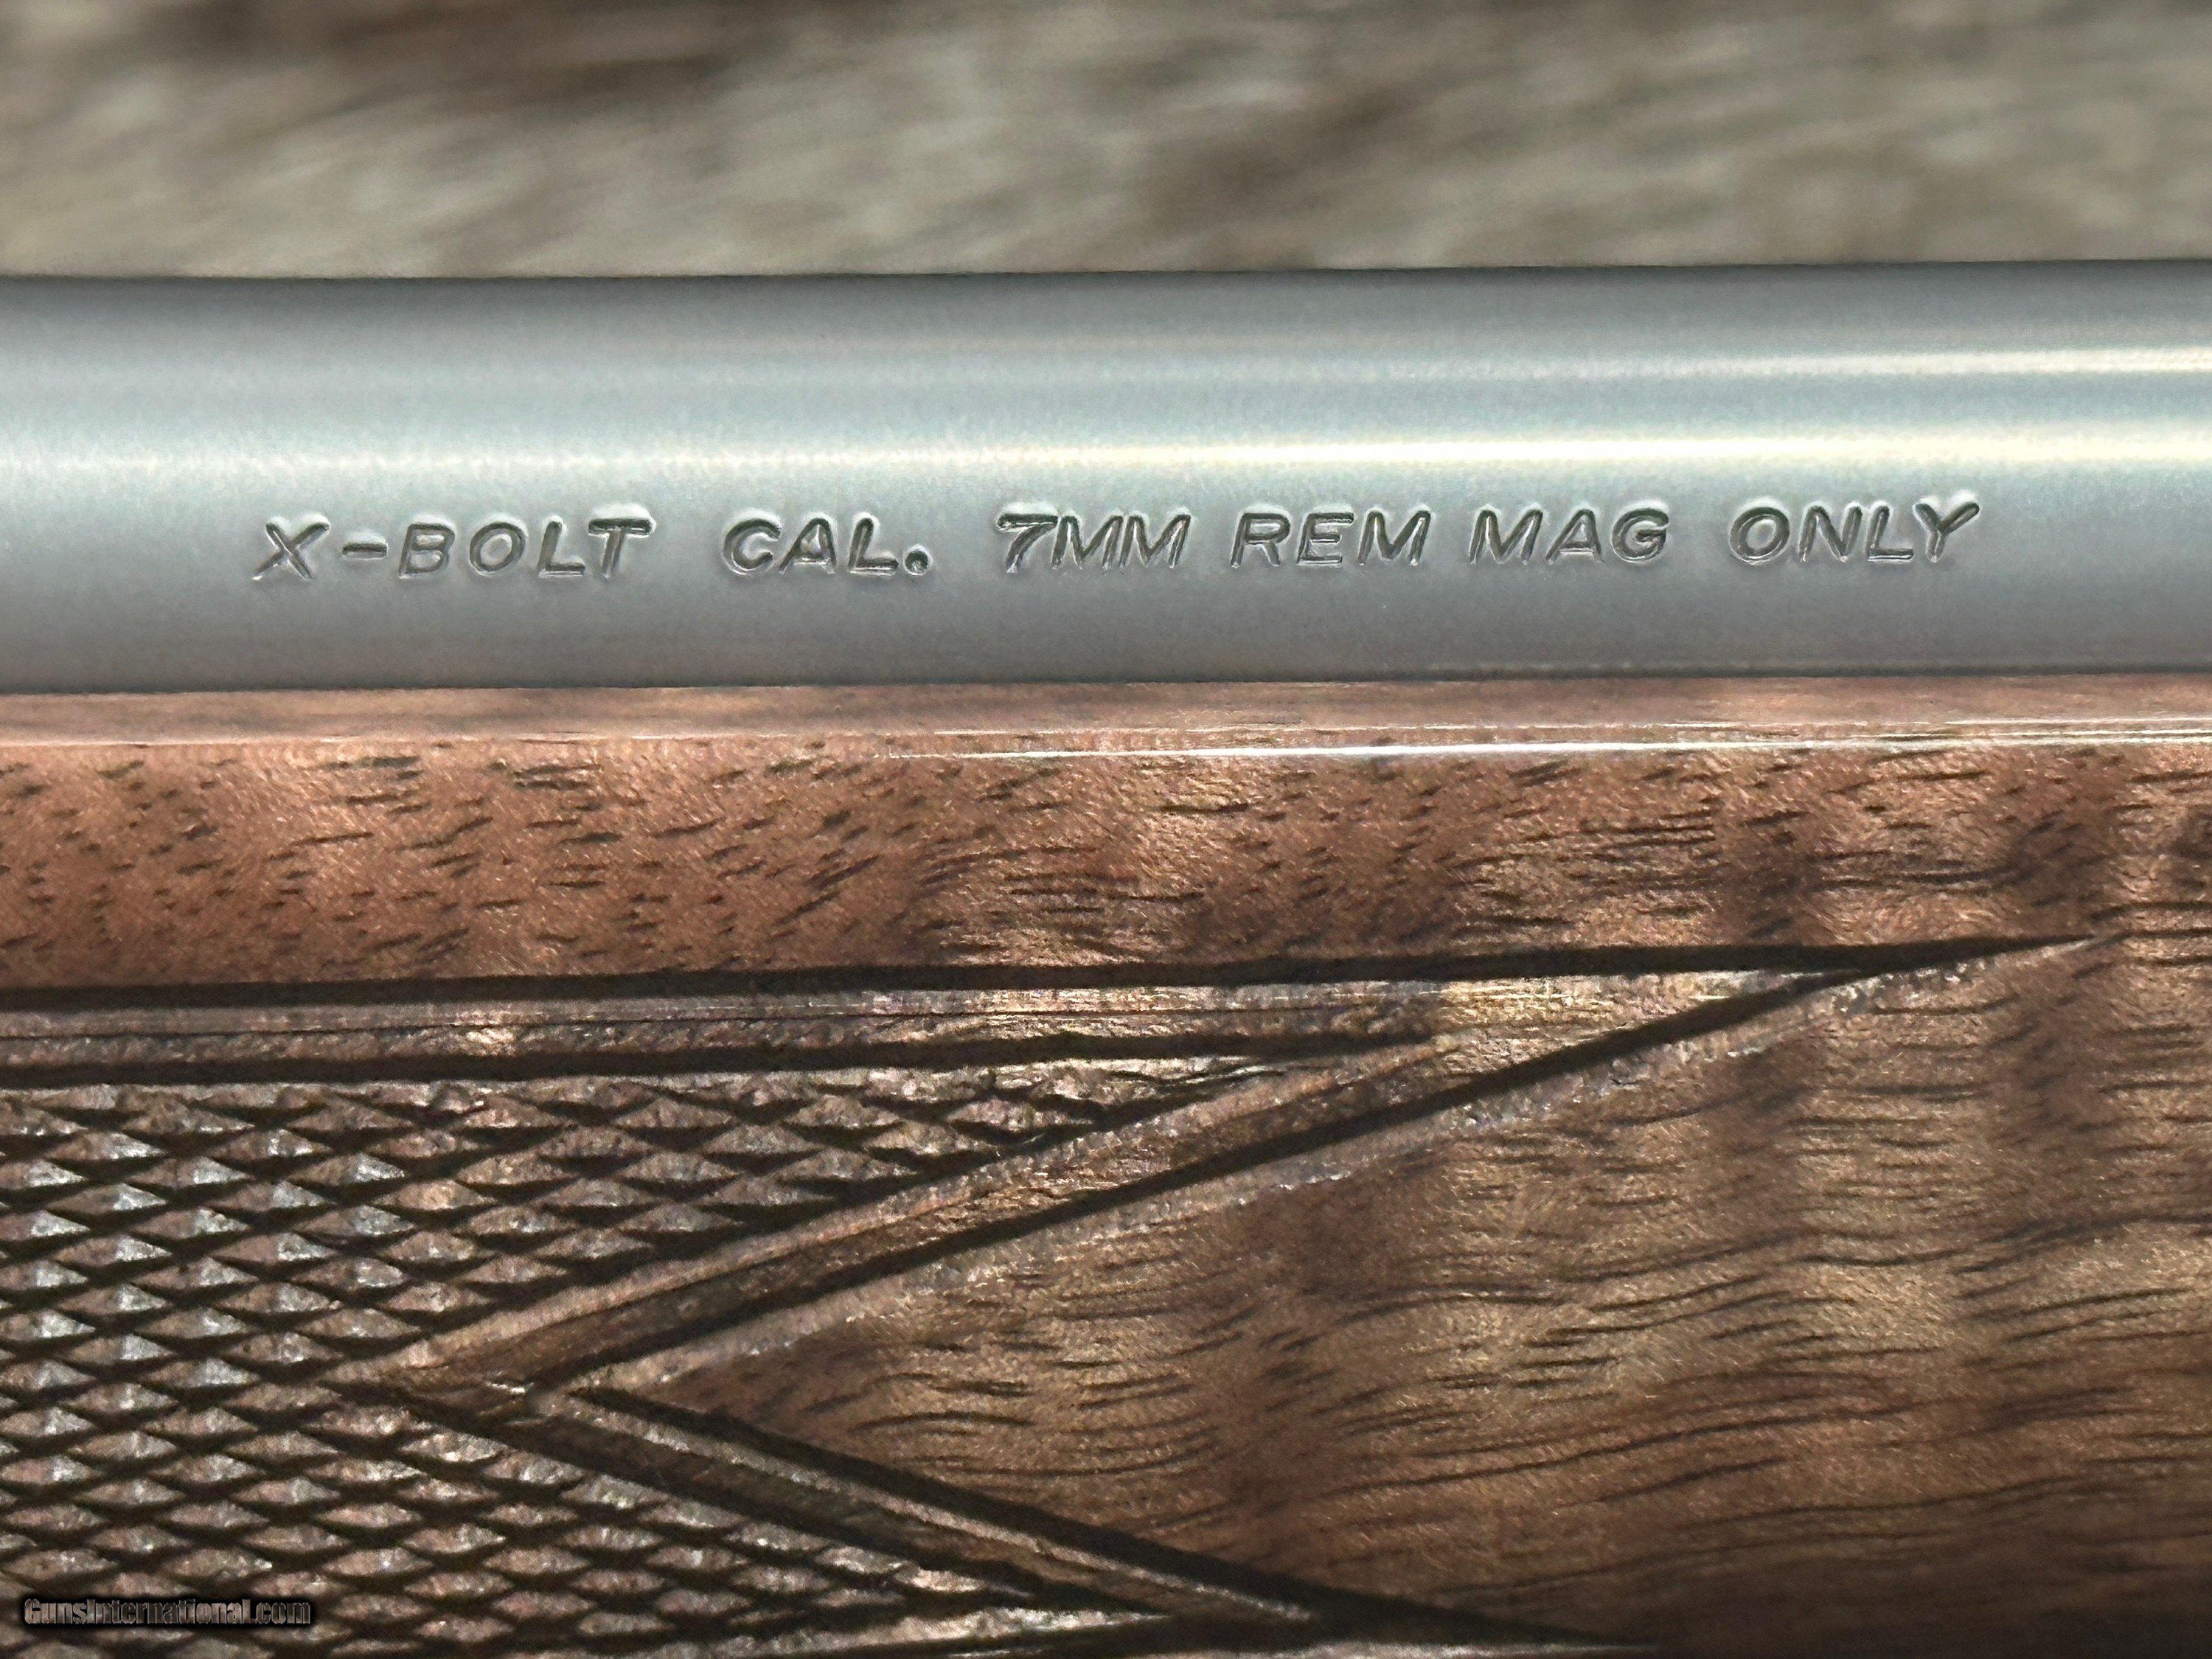 X-BOLT CAL. 7MM REM MAG ONLY
GunsInternational.com